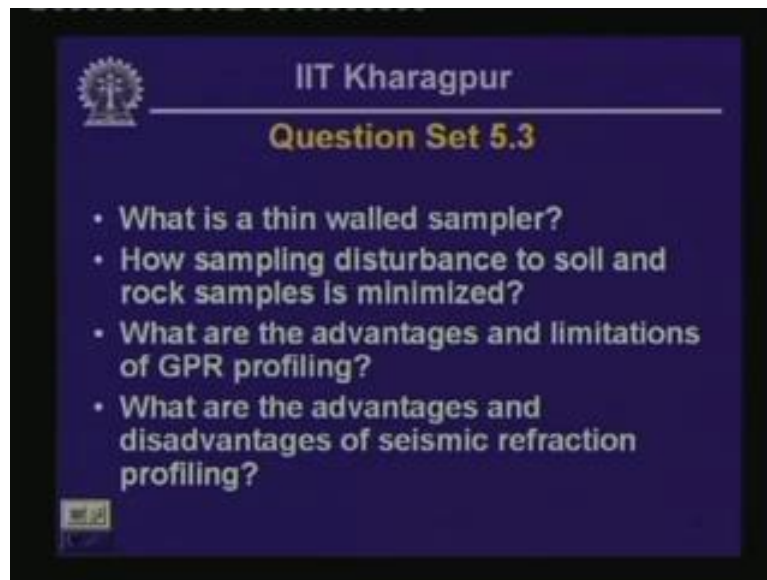 IIT Kharagpur
Question Set 5.3
• What is a thin walled sampler?
• How sampling disturbance to soil and
rock samples is minimized?
• What are the advantages and limitations
of GPR profiling?
• What are the advantages and
disadvantages of seismic refraction
profiling?